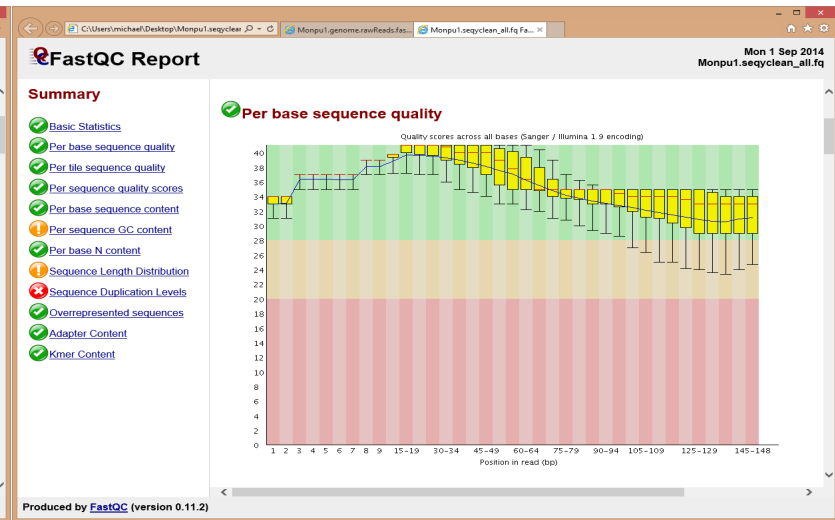 C:\Users\michael\Desktop\Monpu1.seqyclear
Monpu1.genome.rawReads.fas...
Monpu1.seqyclean_all.fq Fa...
FastQC Report
Mon 1 Sep 2014
Monpu1.seqyclean_all.fq
Summary
Basic Statistics
Per base sequence quality
Per tile sequence quality
Per sequence quality scores
Per base sequence content
Per sequence GC content
Per base N content
Sequence Length Distribution
Sequence Duplication Levels
Overrepresented sequences
Adapter Content
Kmer Content
Per base sequence quality
Quality scores across all bases (Sanger / Illumina 1.9 encoding)
40
38
36
34
32
30
28
26
24
22
20
18
16
14
12
10
8
6
4
2
0
1 2 3 4 5 6 7 8 9 15-19 30-34 45-49 60-64 75-79 90-94 105-109 125-129 145-148
Position in read (bp)
Produced by FastQC (version 0.11.2)